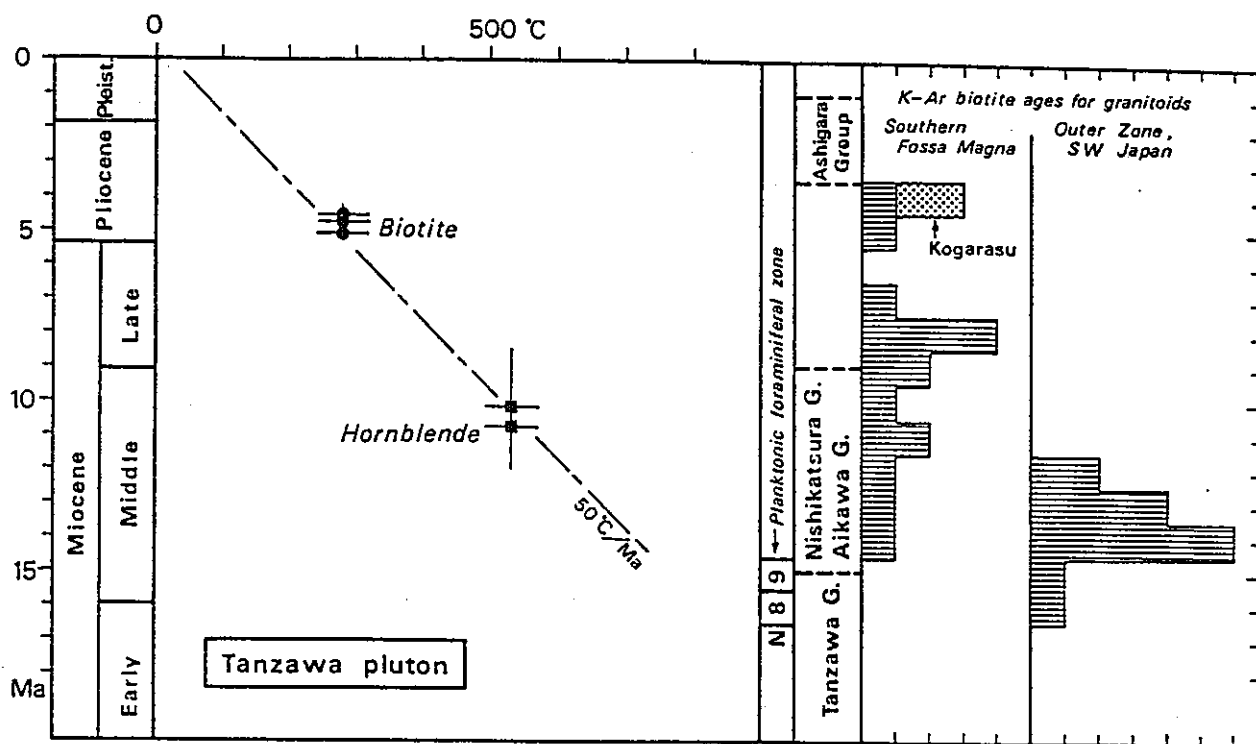 0
500 ℃
0
5
10
15
Ma
Pleist.
Pliocene
Miocene
Late
Middle
Early
Biotite
Hornblende
50℃/Ma
Tanzawa pluton
← Planktonic foraminiferal zone
N 8 9
Ashigara
Group
Nishikatsura G.
Aikawa G.
Tanzawa G.
K-Ar biotite ages for granitoids
Southern
Fossa Magna
Outer Zone,
SW Japan
Kogarasu